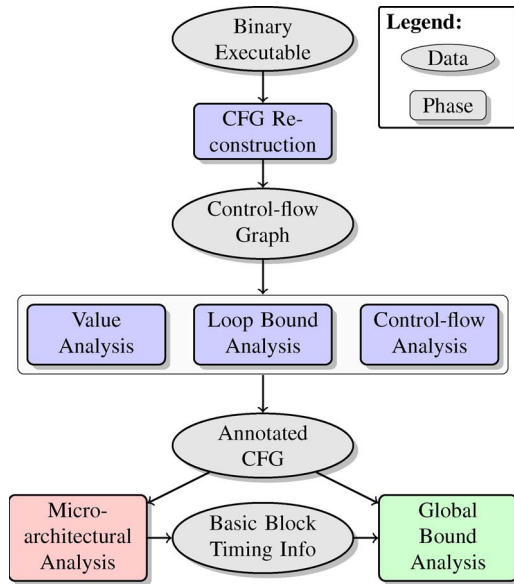 Binary
Executable
Legend:
Data
Phase
CFG Re-
construction
Control-flow
Graph
Value
Analysis
Loop Bound
Analysis
Control-flow
Analysis
Annotated
CFG
Micro-
architectural
Analysis
Basic Block
Timing Info
Global
Bound
Analysis